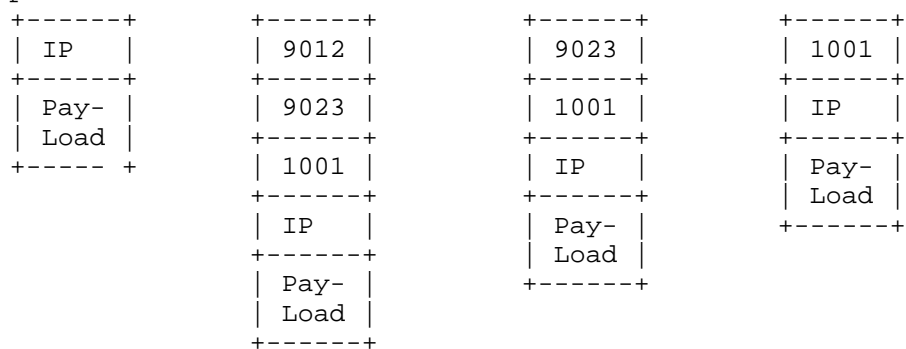 +------+ +------+ +------+ +------+
| IP | | 9012 | | 9023 | | 1001 |
+------+ +------+ +------+ +------+
| Pay- | | 9023 | | 1001 | | IP |
| Load | +------+ +------+ +------+
+----- + | 1001 | | IP | | Pay- |
+------+ +------+ | Load |
| IP | | Pay- | +------+
+------+ | Load |
| Pay- | +------+
| Load |
+------+